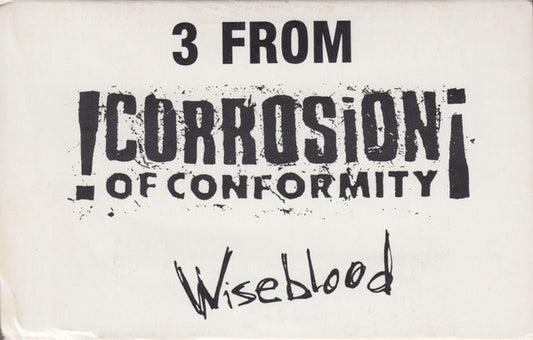 3 FROM
!CORROSiON¡
OF CONFORMITY
Wiseblood